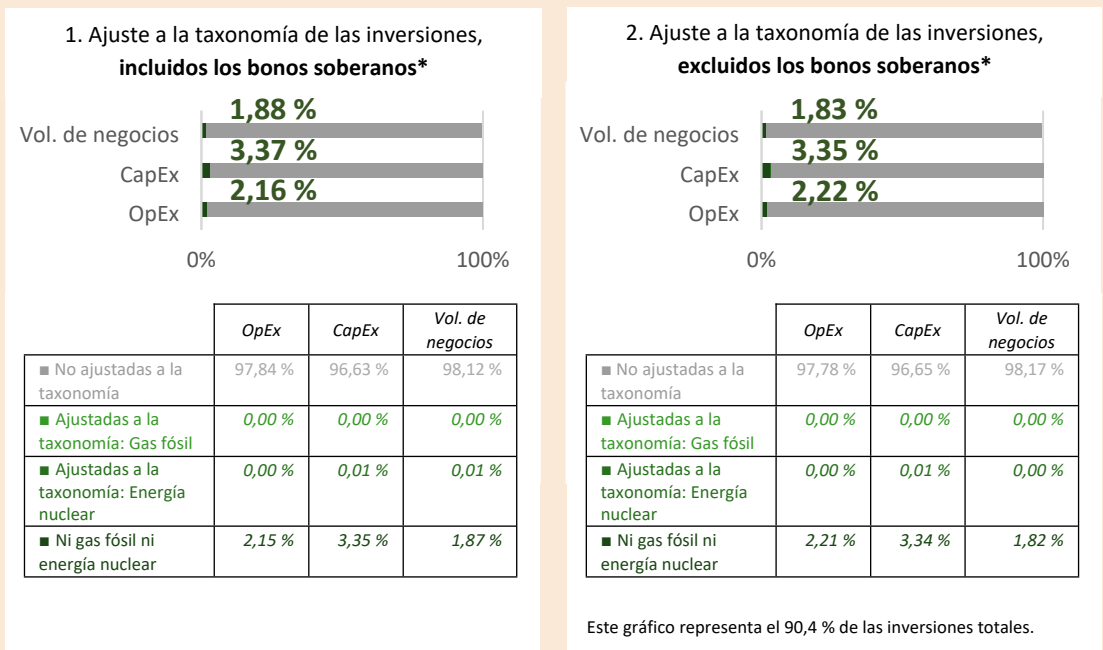 1. Ajuste a la taxonomía de las inversiones,
incluidos los bonos soberanos*
1,88 %
Vol. de negocios
3,37 %
CapEx
2,16 %
OpEx
0%
100%
OpEx
CapEx
Vol. de
negocios
■ No ajustadas a la
taxonomía
97,84 %
96,63 %
98,12 %
■ Ajustadas a la
taxonomía: Gas fósil
0,00 %
0,00 %
0,00 %
■ Ajustadas a la
taxonomía: Energía
nuclear
0,00 %
0,01 %
0,01 %
■ Ni gas fósil ni
energía nuclear
2,15 %
3,35 %
1,87 %
2. Ajuste a la taxonomía de las inversiones,
excluidos los bonos soberanos*
1,83 %
Vol. de negocios
3,35 %
CapEx
2,22 %
OpEx
0%
100%
OpEx
CapEx
Vol. de
negocios
■ No ajustadas a la
taxonomía
97,78 %
96,65 %
98,17 %
■ Ajustadas a la
taxonomía: Gas fósil
0,00 %
0,00 %
0,00 %
■ Ajustadas a la
taxonomía: Energía
nuclear
0,00 %
0,01 %
0,00 %
■ Ni gas fósil ni
energía nuclear
2,21 %
3,34 %
1,82 %
Este gráfico representa el 90,4 % de las inversiones totales.